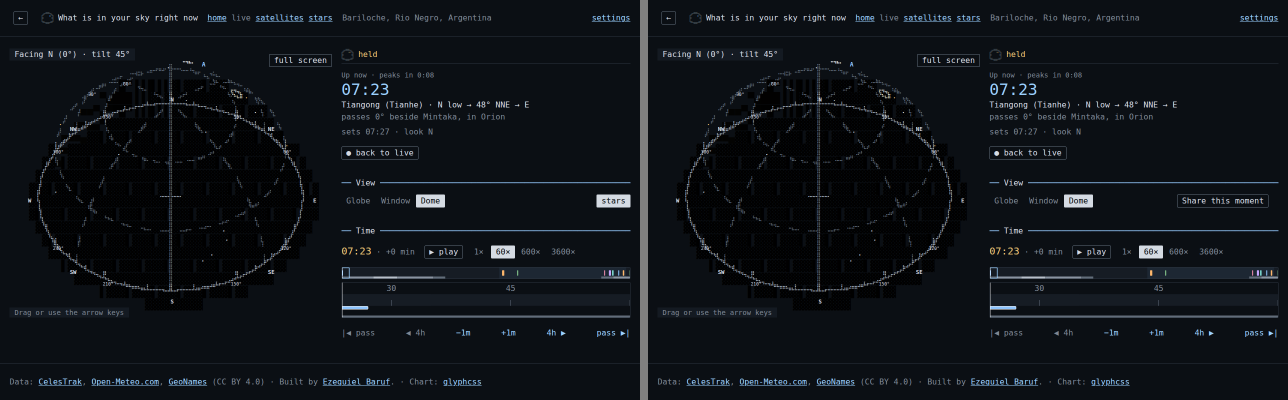 ← What is in your sky right now home live satellites stars Bariloche, Rio Negro, Argentina settings
Facing N (0°) · tilt 45°
full screen
A
N
NW
NE
W
E
SW
SE
S
210°
150°
Drag or use the arrow keys
held
Up now · peaks in 0:08
07:23
Tiangong (Tianhe) · N low → 48° NNE → E
passes 0° beside Mintaka, in Orion
sets 07:27 · look N
● back to live
View
Globe Window Dome stars
Time
07:23 · +0 min ▶ play 1× 60× 600× 3600×
30 45
|◀ pass ◀ 4h −1m +1m 4h ▶ pass ▶|
Data: CelesTrak, Open-Meteo.com, GeoNames (CC BY 4.0) · Built by Ezequiel Baruf. · Chart: glyphcss
← What is in your sky right now home live satellites stars Bariloche, Rio Negro, Argentina settings
Facing N (0°) · tilt 45°
full screen
A
N
NW
NE
W
E
SW
SE
S
210°
150°
Drag or use the arrow keys
held
Up now · peaks in 0:08
07:23
Tiangong (Tianhe) · N low → 48° NNE → E
passes 0° beside Mintaka, in Orion
sets 07:27 · look N
● back to live
View
Globe Window Dome Share this moment
Time
07:23 · +0 min ▶ play 1× 60× 600× 3600×
30 45
|◀ pass ◀ 4h −1m +1m 4h ▶ pass ▶|
Data: CelesTrak, Open-Meteo.com, GeoNames (CC BY 4.0) · Built by Ezequiel Baruf. · Chart: glyphcss